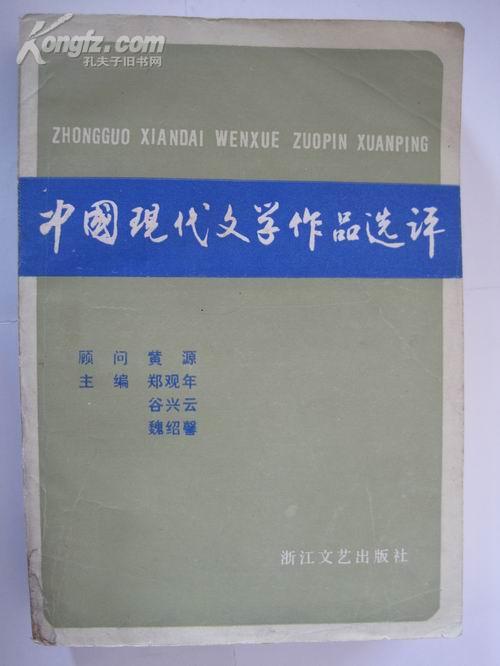 Kongfz.com
孔夫子旧书网
ZHONGGUO XIANDAI WENXUE ZUOPIN XUANPING
中國现代文学作品选评
顾问 黄源
主编 郑观年
谷兴云
魏绍馨
浙江文艺出版社